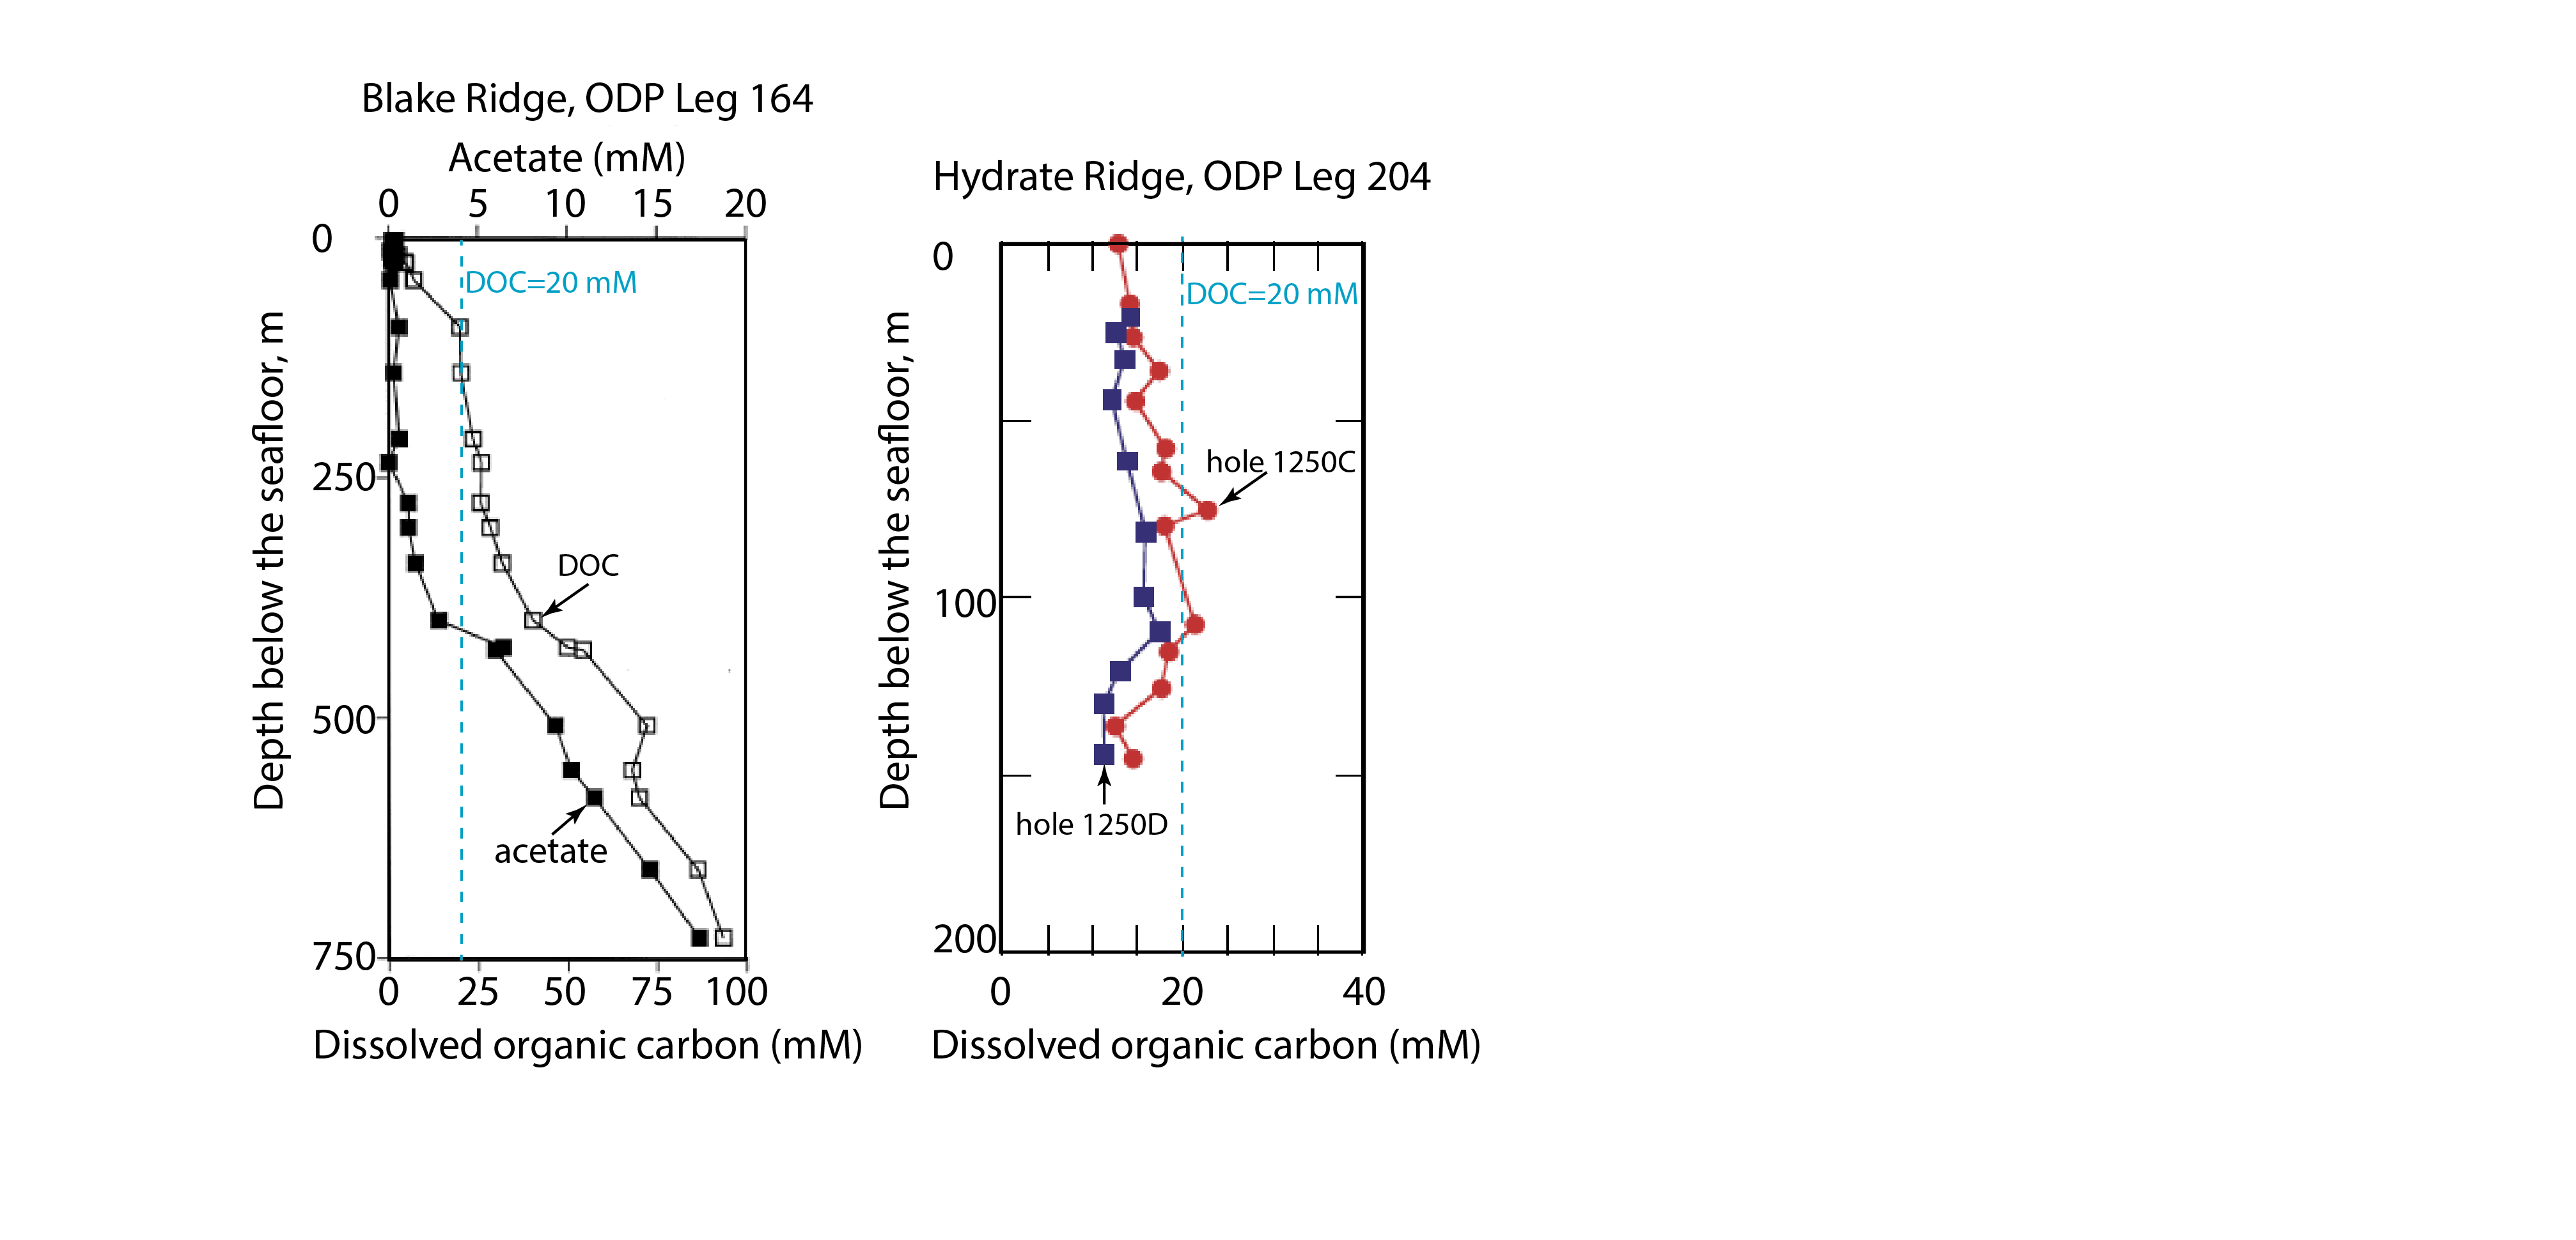 Blake Ridge, ODP Leg 164
Acetate (mM)
0 5 10 15 20
0
250
500
750
Depth below the seafloor, m
DOC=20 mM
DOC
acetate
0 25 50 75 100
Dissolved organic carbon (mM)
Hydrate Ridge, ODP Leg 204
0
100
200
Depth below the seafloor, m
DOC=20 mM
hole 1250C
hole 1250D
0 20 40
Dissolved organic carbon (mM)